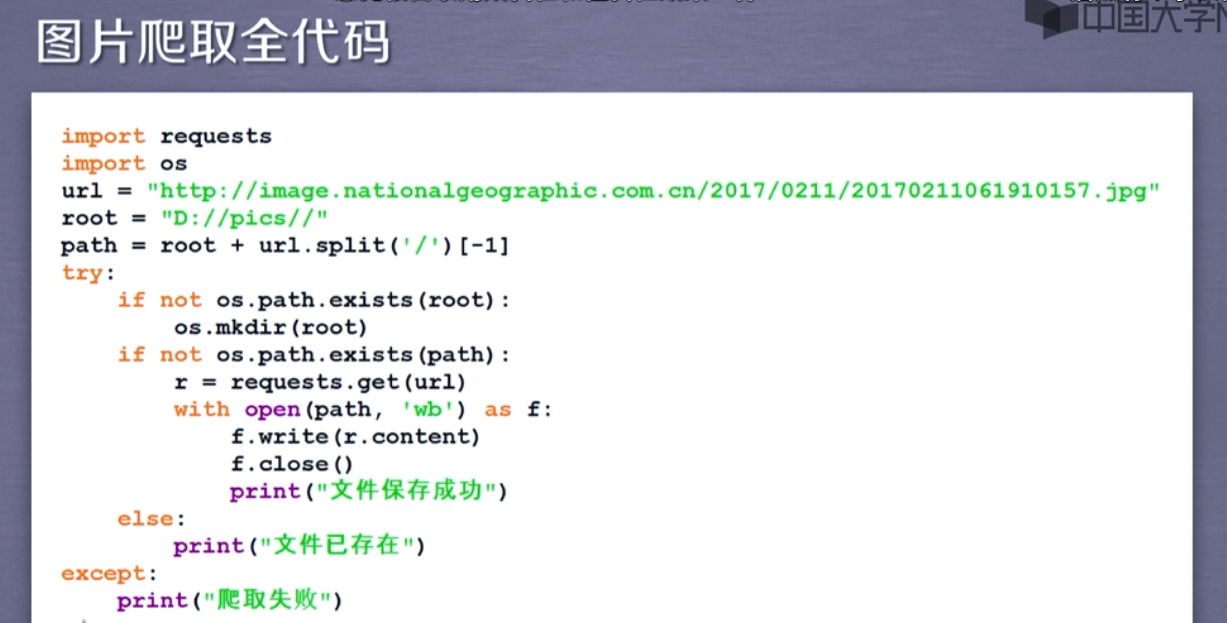 中国大学
图片爬取全代码
import requests
import os
url = "http://image.nationalgeographic.com.cn/2017/0211/20170211061910157.jpg"
root = "D://pics//"
path = root + url.split('/')[-1]
try:
    if not os.path.exists(root):
        os.mkdir(root)
    if not os.path.exists(path):
        r = requests.get(url)
        with open(path, 'wb') as f:
            f.write(r.content)
            f.close()
            print("文件保存成功")
    else:
        print("文件已存在")
except:
    print("爬取失败")